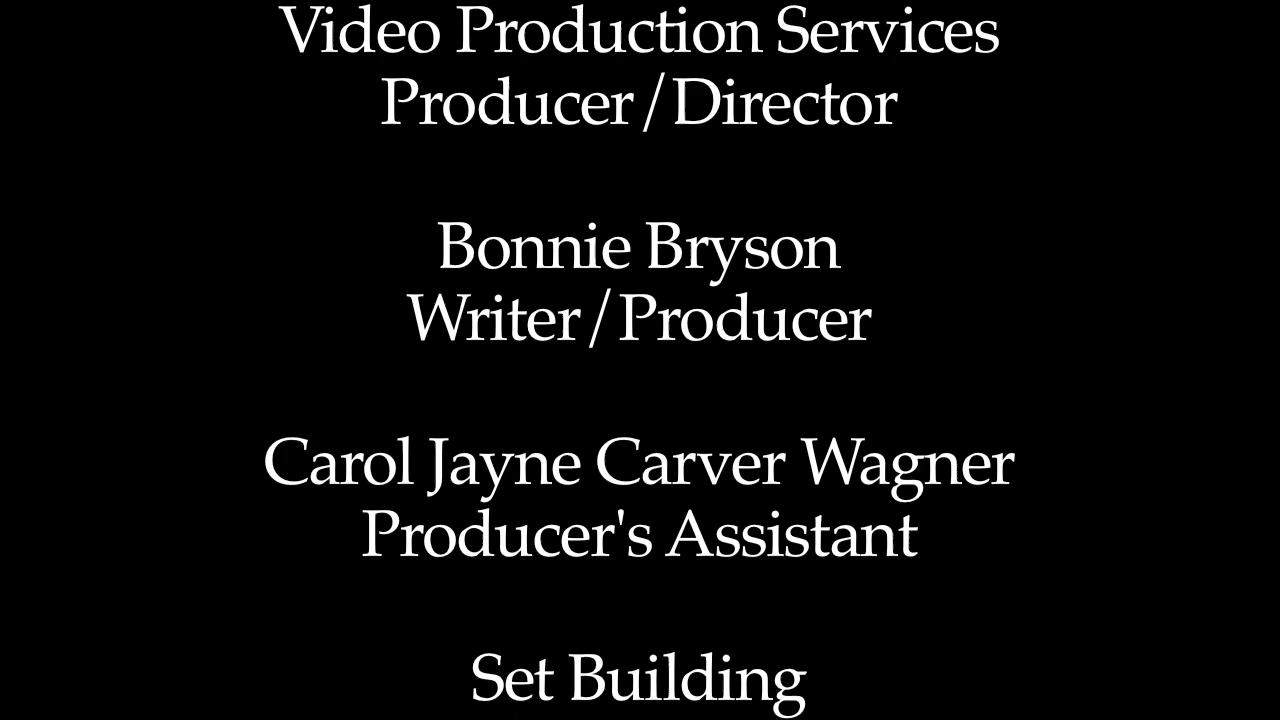 Video Production Services
Producer/Director
Bonnie Bryson
Writer/Producer
Carol Jayne Carver Wagner
Producer's Assistant
Set Building